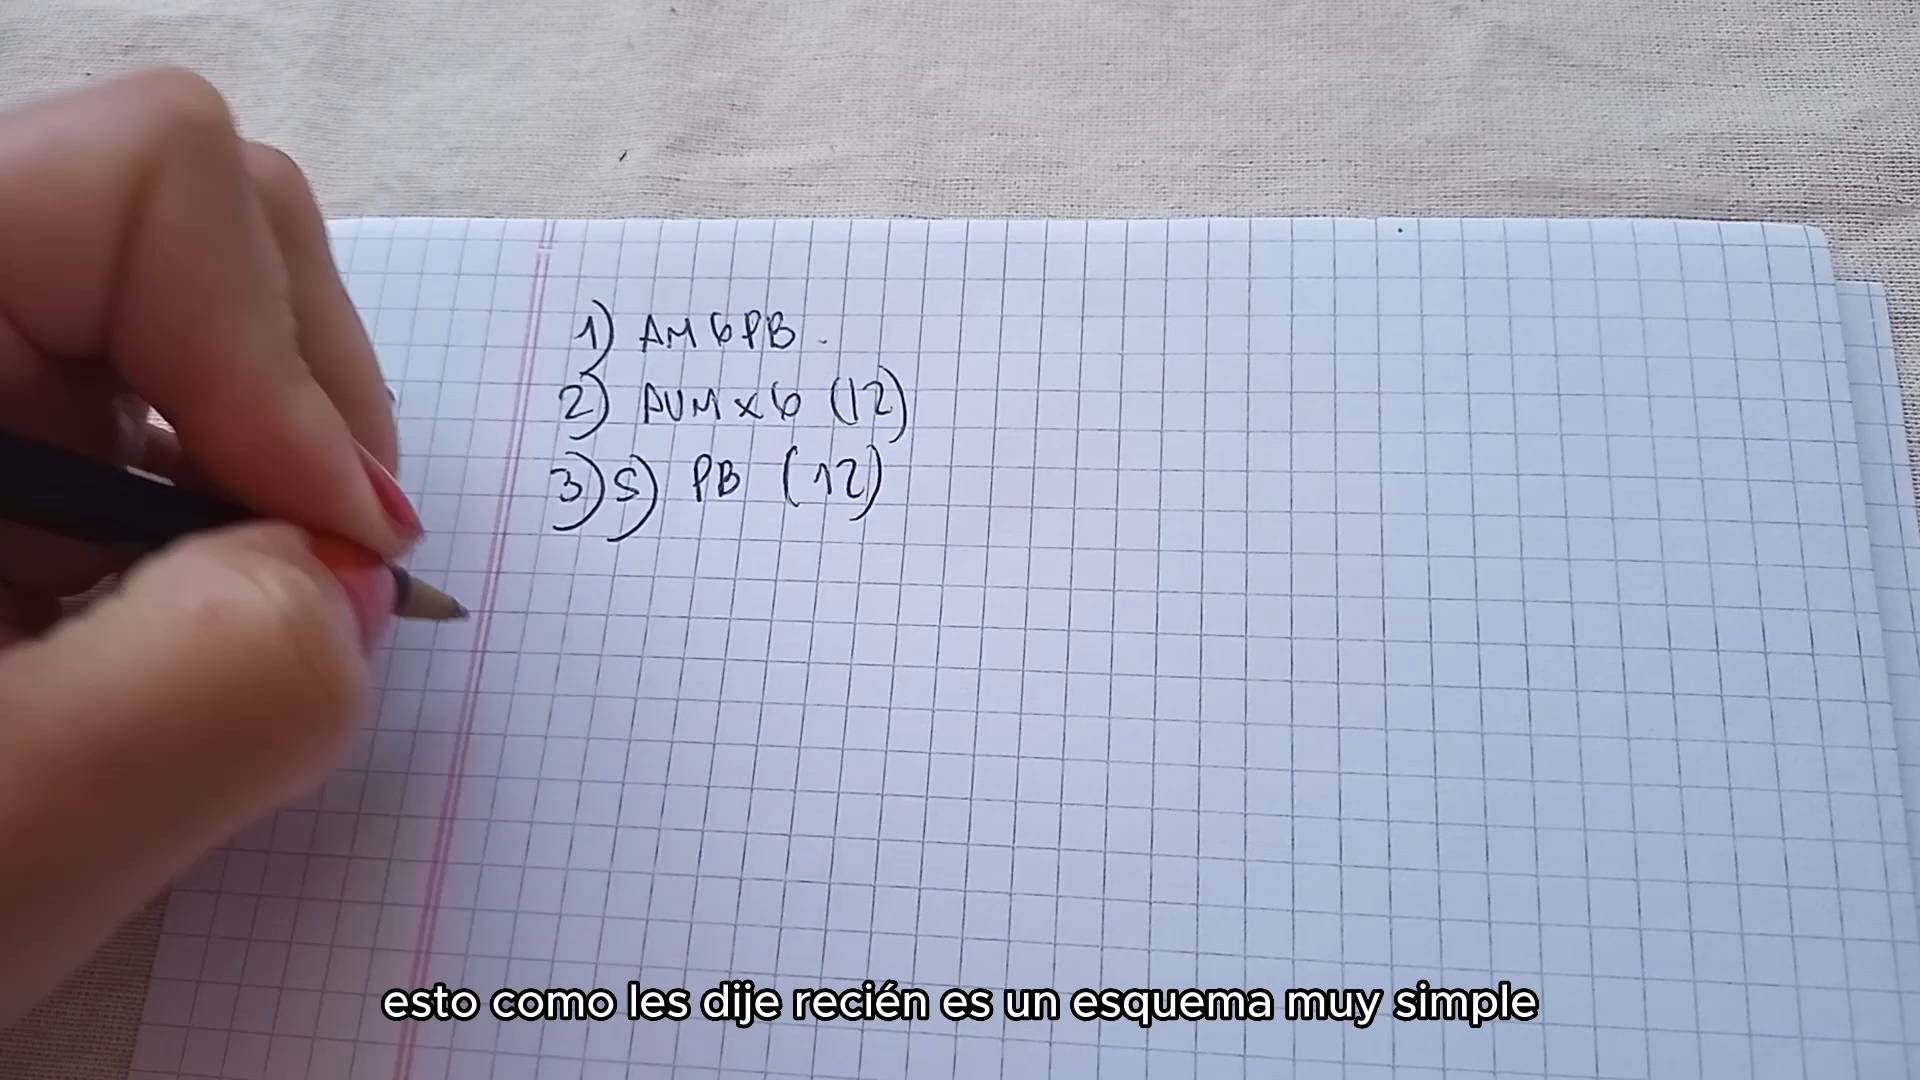 1) AM 6 PB.
2) AUM x 6 (12)
3) 5) PB (12)
esto como les dije recién es un esquema muy simple